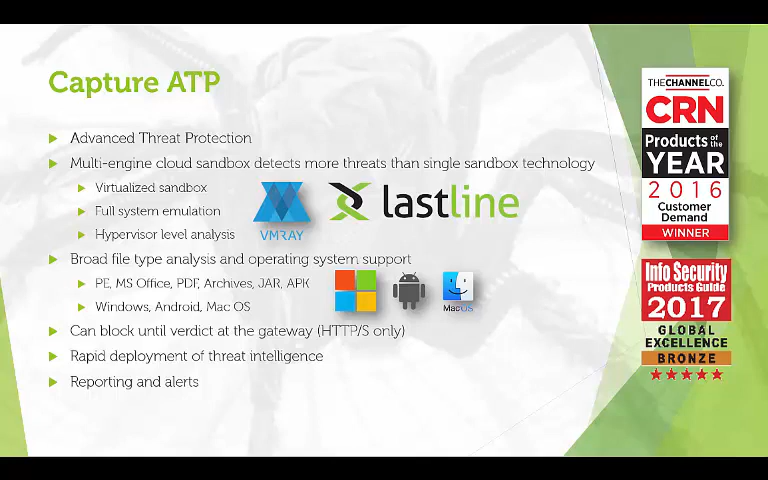 Capture ATP
Advanced Threat Protection
Multi-engine cloud sandbox detects more threats than single sandbox technology
Virtualized sandbox
Full system emulation
Hypervisor level analysis
VMRAY
lastline
Broad file type analysis and operating system support
PE, MS Office, PDF, Archives, JAR, APK
Windows, Android, Mac OS
MacOS
Can block until verdict at the gateway (HTTP/S only)
Rapid deployment of threat intelligence
Reporting and alerts
THE CHANNEL CO.
CRN
Products of the
YEAR
2016
Customer
Demand
WINNER
Info Security
Products Guide
2017
GLOBAL
EXCELLENCE
BRONZE